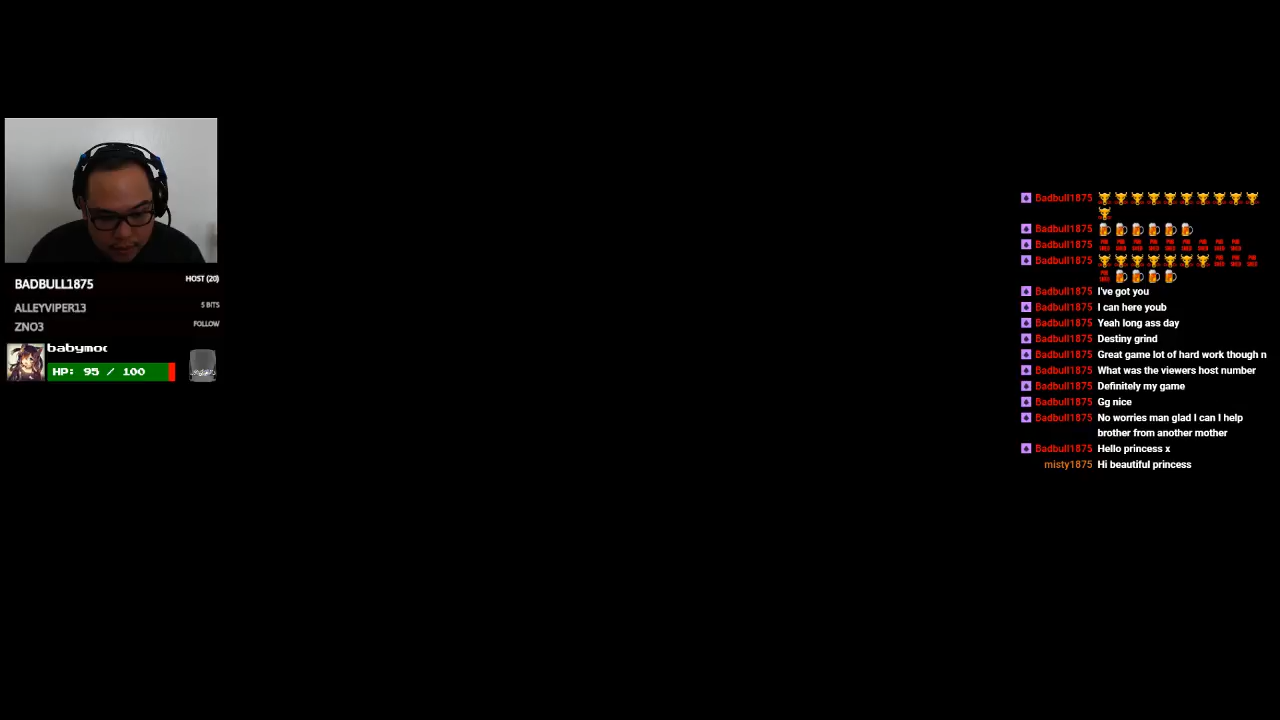 BADBULL1875 HOST (20)
ALLEYVIPER13 5 BITS
ZNO3 FOLLOW
babymoc
HP: 95 / 100
Badbull1875
Badbull1875
Badbull1875
Badbull1875
Badbull1875 I've got you
Badbull1875 I can here youb
Badbull1875 Yeah long ass day
Badbull1875 Destiny grind
Badbull1875 Great game lot of hard work though n
Badbull1875 What was the viewers host number
Badbull1875 Definitely my game
Badbull1875 Gg nice
Badbull1875 No worries man glad I can I help
brother from another mother
Badbull1875 Hello princess x
misty1875 Hi beautiful princess